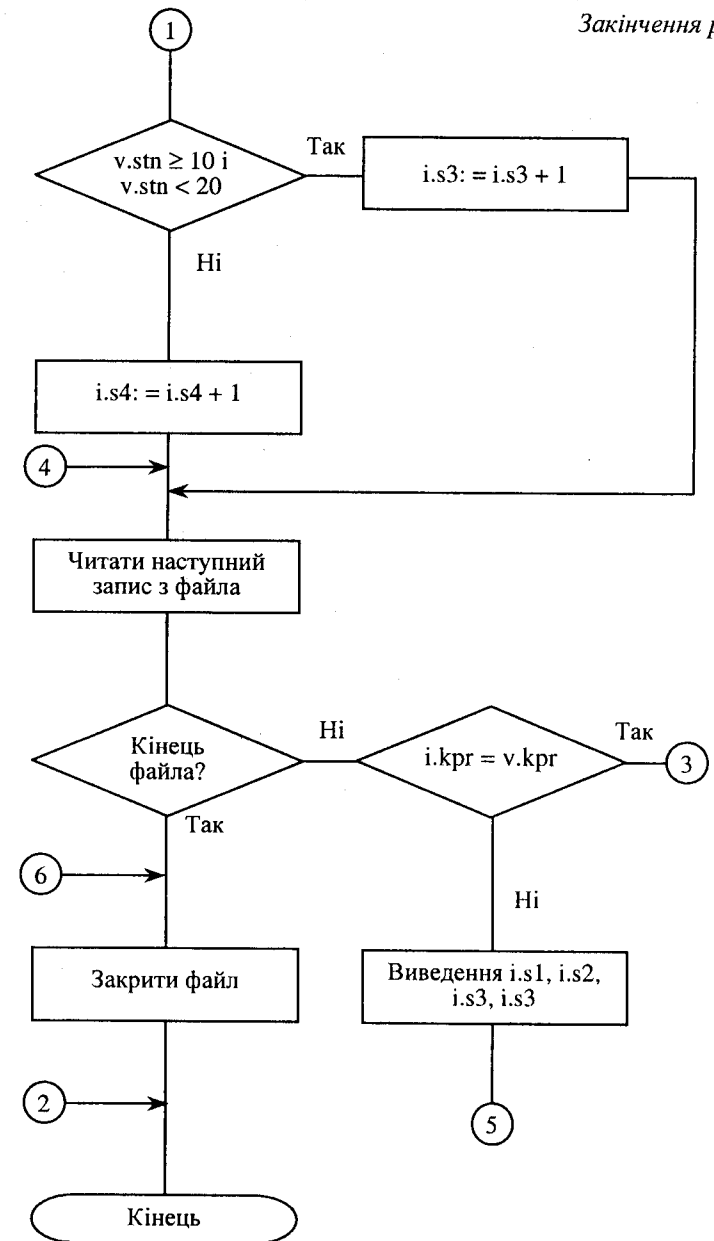 Закінчення
1
v.stn ≥ 10 і
v.stn < 20
Так
i.s3: = i.s3 + 1
Ні
i.s4: = i.s4 + 1
4
Читати наступний
запис з файла
Кінець
файла?
Ні
i.kpr = v.kpr
Так
3
Так
6
Ні
Закрити файл
Виведення i.s1, i.s2,
i.s3, i.s3
2
5
Кінець